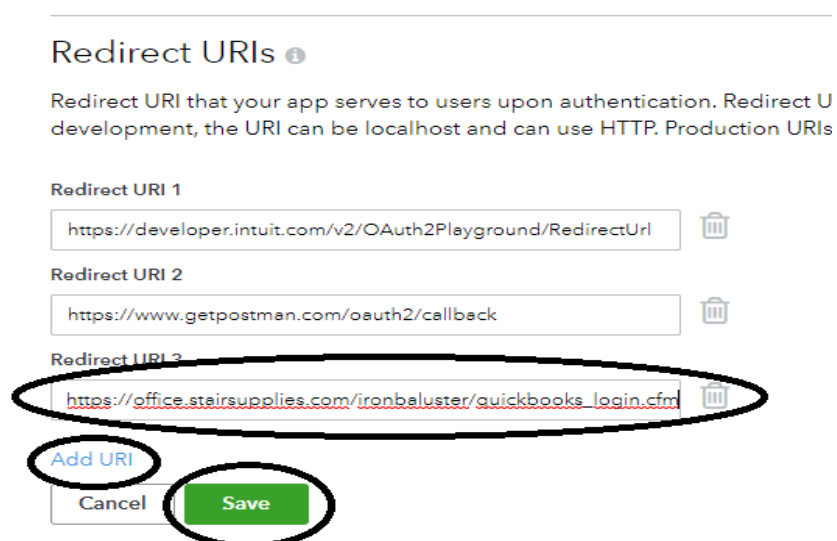 Redirect URIs
Redirect URI that your app serves to users upon authentication. Redirect U
development, the URI can be localhost and can use HTTP. Production URIs
Redirect URI 1
https://developer.intuit.com/v2/OAuth2Playground/RedirectUrl
Redirect URI 2
https://www.getpostman.com/oauth2/callback
Redirect URI 3
https://office.stairsupplies.com/ironbaluster/quickbooks_login.cfm
Add URI
Cancel Save